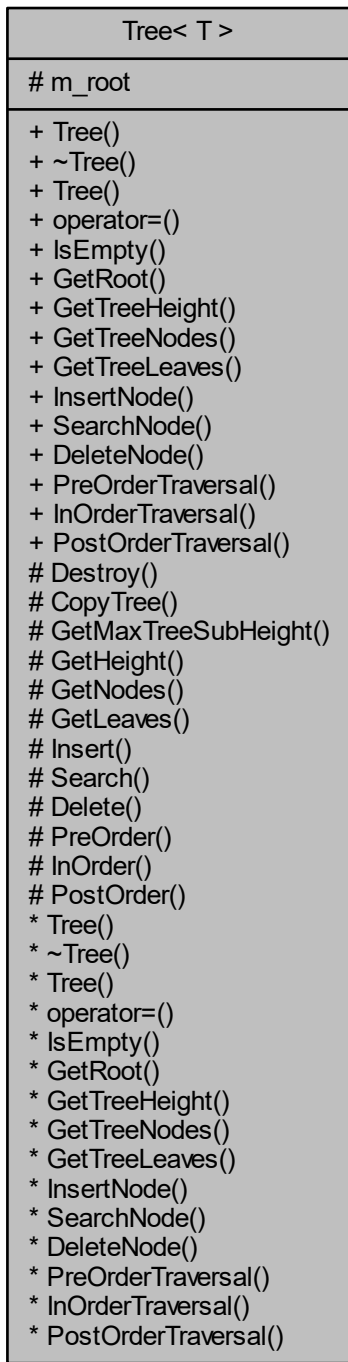 Tree< T >
# m_root
+ Tree()
+ ~Tree()
+ Tree()
+ operator=()
+ IsEmpty()
+ GetRoot()
+ GetTreeHeight()
+ GetTreeNodes()
+ GetTreeLeaves()
+ InsertNode()
+ SearchNode()
+ DeleteNode()
+ PreOrderTraversal()
+ InOrderTraversal()
+ PostOrderTraversal()
# Destroy()
# CopyTree()
# GetMaxTreeSubHeight()
# GetHeight()
# GetNodes()
# GetLeaves()
# Insert()
# Search()
# Delete()
# PreOrder()
# InOrder()
# PostOrder()
* Tree()
* ~Tree()
* Tree()
* operator=()
* IsEmpty()
* GetRoot()
* GetTreeHeight()
* GetTreeNodes()
* GetTreeLeaves()
* InsertNode()
* SearchNode()
* DeleteNode()
* PreOrderTraversal()
* InOrderTraversal()
* PostOrderTraversal()